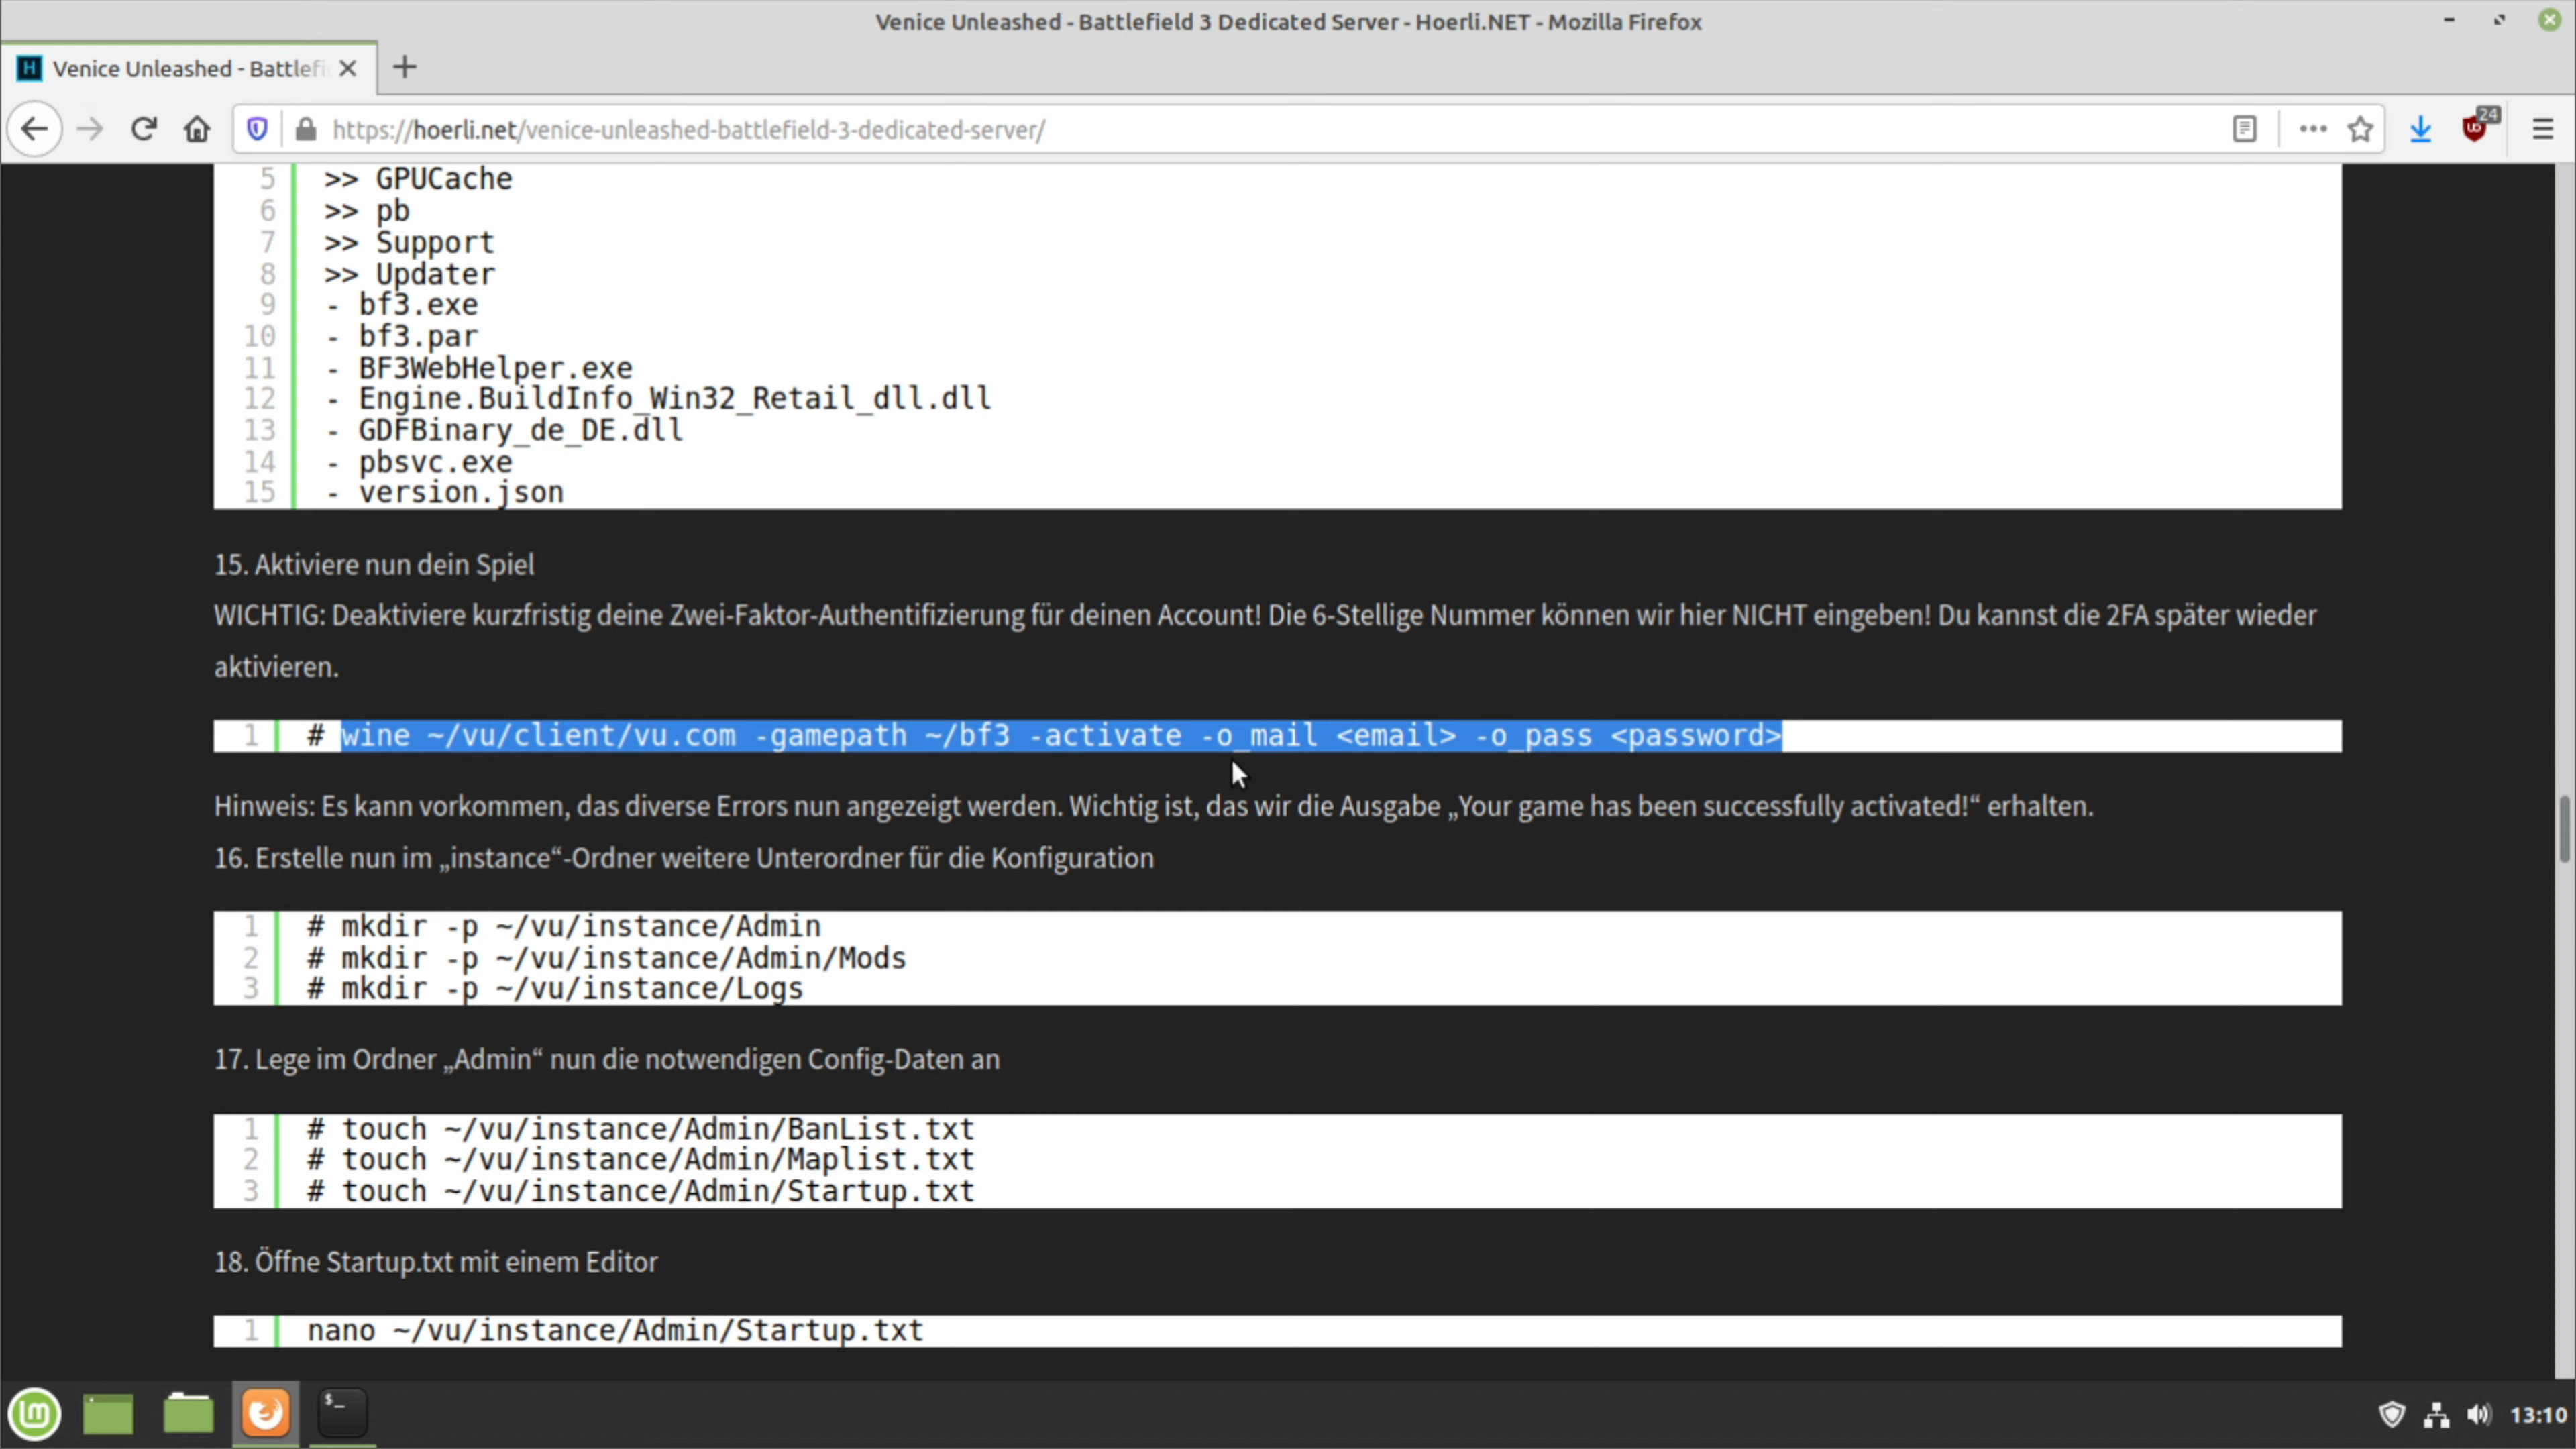 Venice Unleashed - Battlefield 3 Dedicated Server - Hoerli.NET - Mozilla Firefox
H Venice Unleashed - Battlefi
https://hoerli.net/venice-unleashed-battlefield-3-dedicated-server/
24
5 >> GPUCache
6 >> pb
7 >> Support
8 >> Updater
9 - bf3.exe
10 - bf3.par
11 - BF3WebHelper.exe
12 - Engine.BuildInfo_Win32_Retail_dll.dll
13 - GDFBinary_de_DE.dll
14 - pbsvc.exe
15 - version.json
15. Aktiviere nun dein Spiel
WICHTIG: Deaktiviere kurzfristig deine Zwei-Faktor-Authentifizierung für deinen Account! Die 6-Stellige Nummer können wir hier NICHT eingeben! Du kannst die 2FA später wieder
aktivieren.
1 # wine ~/vu/client/vu.com -gamepath ~/bf3 -activate -o_mail <email> -o_pass <password>
Hinweis: Es kann vorkommen, das diverse Errors nun angezeigt werden. Wichtig ist, das wir die Ausgabe „Your game has been successfully activated!“ erhalten.
16. Erstelle nun im „instance“-Ordner weitere Unterordner für die Konfiguration
1 # mkdir -p ~/vu/instance/Admin
2 # mkdir -p ~/vu/instance/Admin/Mods
3 # mkdir -p ~/vu/instance/Logs
17. Lege im Ordner „Admin“ nun die notwendigen Config-Daten an
1 # touch ~/vu/instance/Admin/BanList.txt
2 # touch ~/vu/instance/Admin/Maplist.txt
3 # touch ~/vu/instance/Admin/Startup.txt
18. Öffne Startup.txt mit einem Editor
1 nano ~/vu/instance/Admin/Startup.txt
$_
13:10